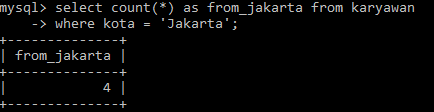 mysql> select count(*) as from_jakarta from karyawan
    -> where kota = 'Jakarta';
+--------------+
| from_jakarta |
+--------------+
|            4 |
+--------------+